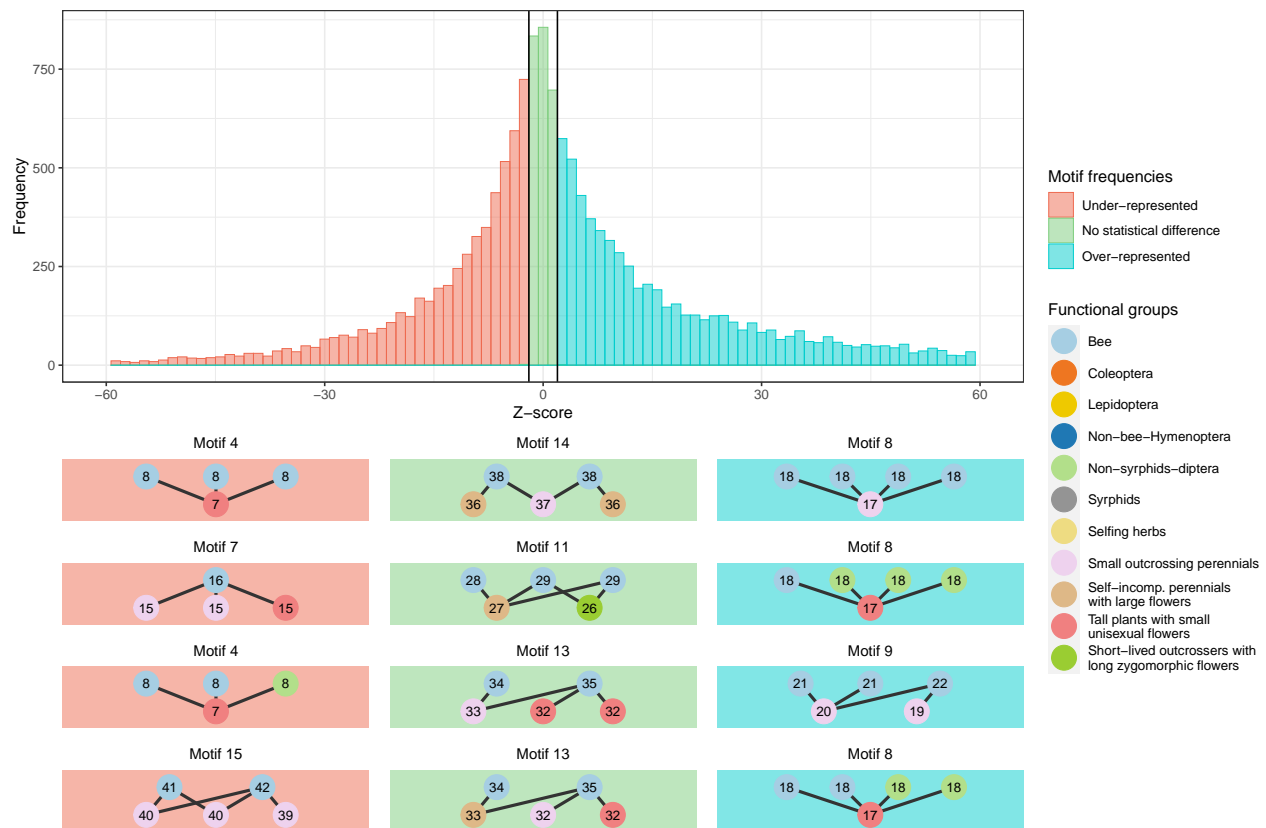 750
500
250
0
Frequency
−60
−30
0
30
60
Z−score
Motif frequencies
Under−represented
No statistical difference
Over−represented
Functional groups
Bee
Coleoptera
Lepidoptera
Non−bee−Hymenoptera
Non−syrphids−diptera
Syrphids
Selfing herbs
Small outcrossing perennials
Self−incomp. perennials
with large flowers
Tall plants with small
unisexual flowers
Short−lived outcrossers with
long zygomorphic flowers
Motif 4
8 8 8
7
Motif 14
38 38
36 37 36
Motif 8
18 18 18 18
17
Motif 7
16
15 15 15
Motif 11
28 29 29
27 26
Motif 8
18 18 18 18
17
Motif 4
8 8 8
7
Motif 13
34 35
33 32 32
Motif 9
21 21 22
20 19
Motif 15
41 42
40 40 39
Motif 13
34 35
33 32 32
Motif 8
18 18 18 18
17